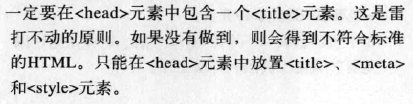 一定要在<head>元素中包含一个<title>元素。这是雷
打不动的原则。如果没有做到，则会得到不符合标准
的HTML。只能在<head>元素中放置<title>、<meta>
和<style>元素。